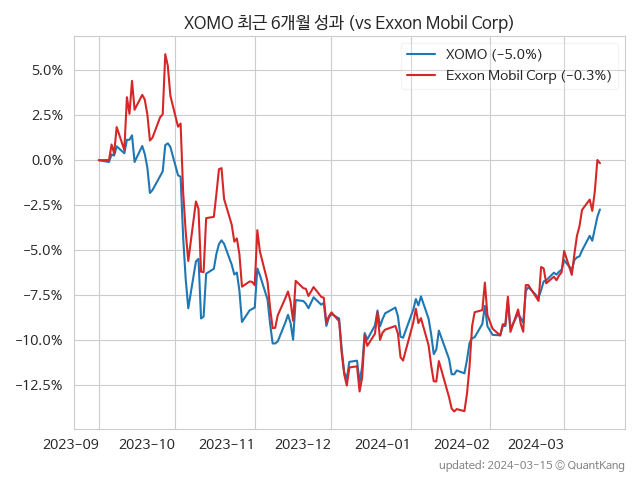 XOMO 최근 6개월 성과 (vs Exxon Mobil Corp)
XOMO (−5.0%)
Exxon Mobil Corp (−0.3%)
5.0%
2.5%
0.0%
−2.5%
−5.0%
−7.5%
−10.0%
−12.5%
2023−09 2023−10 2023−11 2023−12 2024−01 2024−02 2024−03
updated: 2024-03-15 © QuantKang